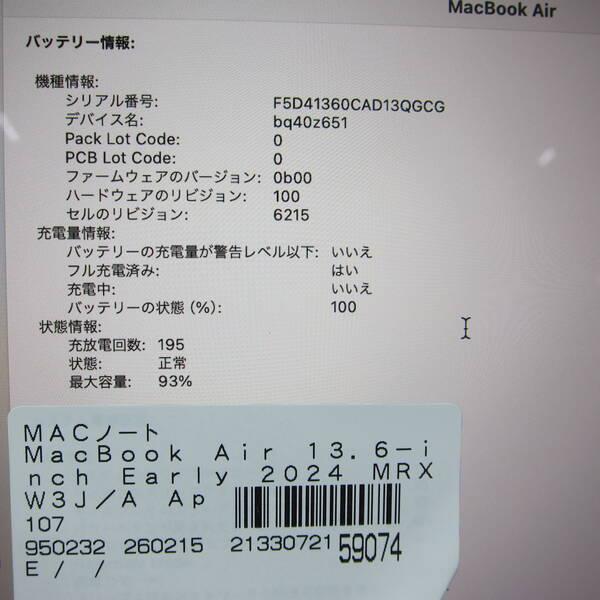 MacBook Air
バッテリー情報:
機種情報:
シリアル番号: F5D41360CAD13QGCG
デバイス名: bq40z651
Pack Lot Code: 0
PCB Lot Code: 0
ファームウェアのバージョン: 0b00
ハードウェアのリビジョン: 100
セルのリビジョン: 6215
充電量情報:
バッテリーの充電量が警告レベル以下: いいえ
フル充電済み: はい
充電中: いいえ
バッテリーの状態 (%): 100
状態情報:
充放電回数: 195
状態: 正常
最大容量: 93%
MACノート
MacBook Air 13.6-i
nch Early 2024 MRX
W3J/A Ap
107
950232 260215 21330721 59074
E / /